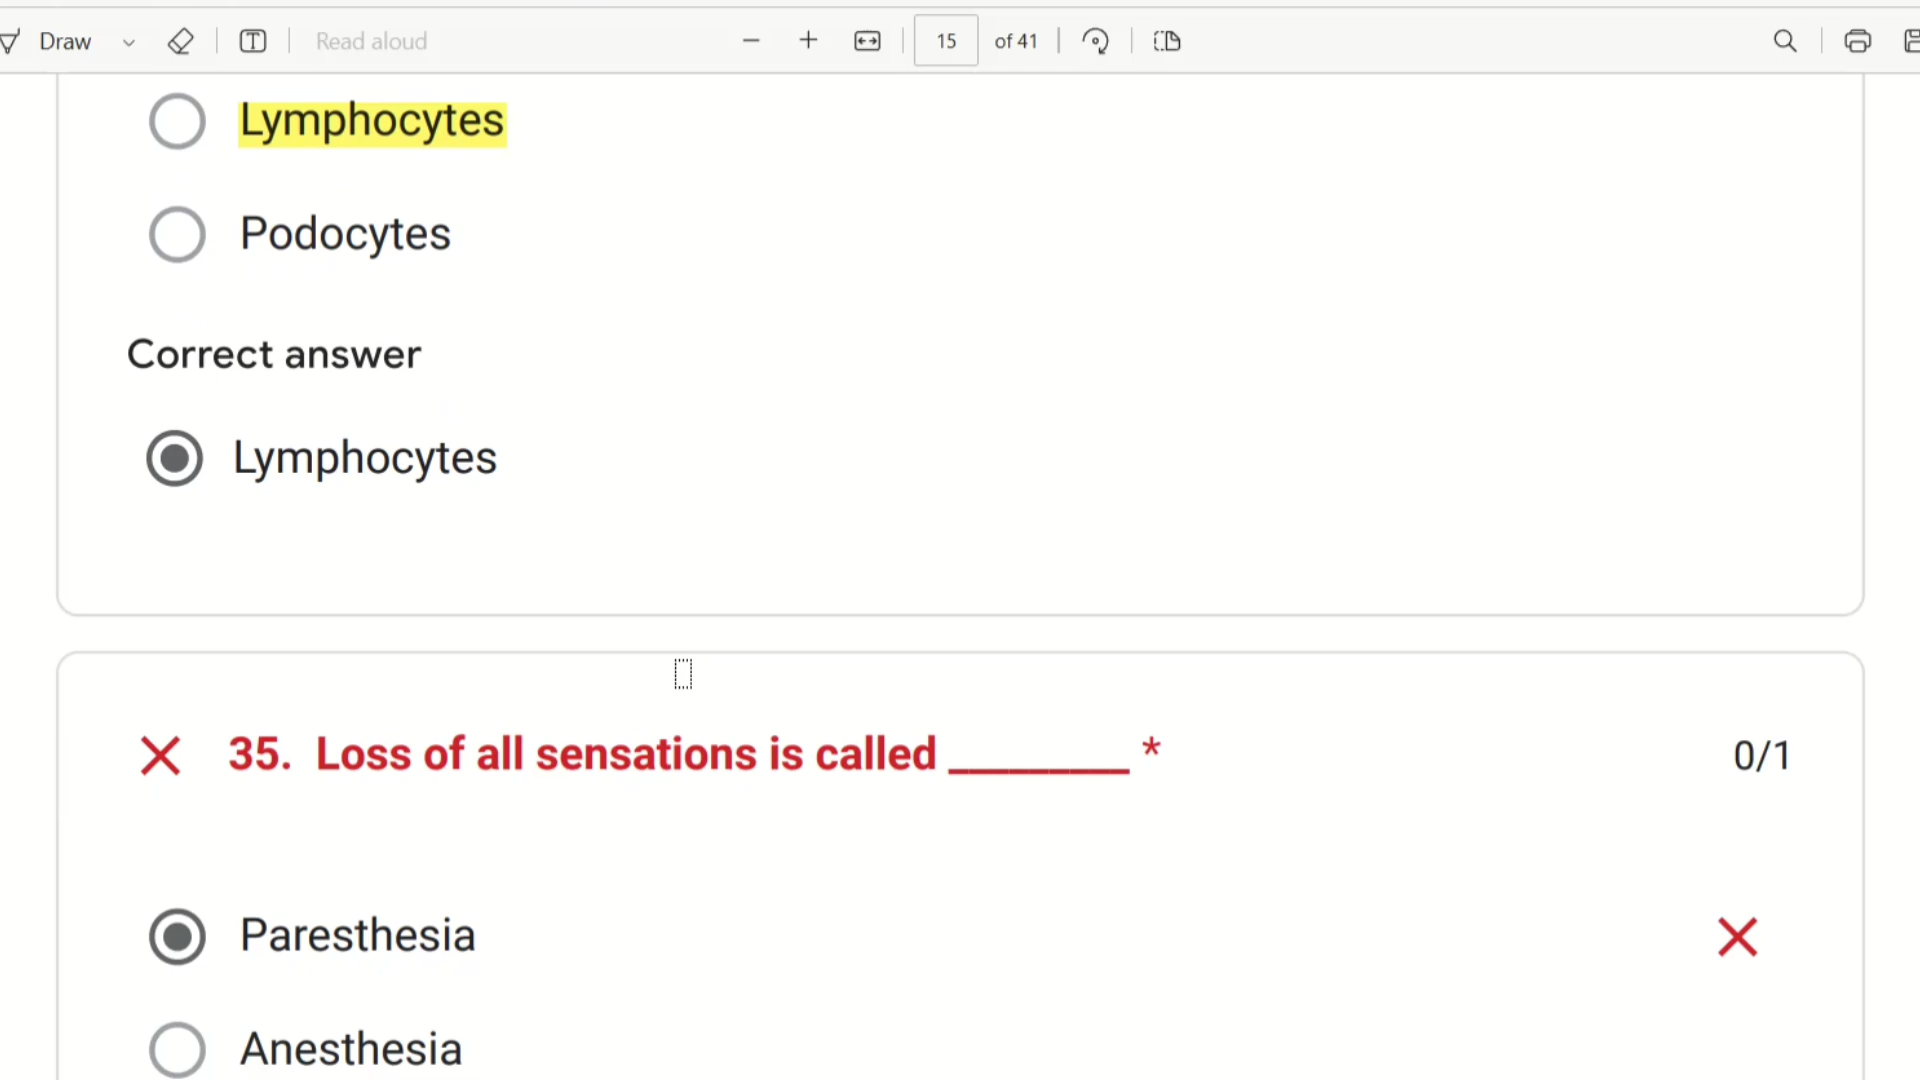 Draw
Read aloud
15 of 41
Lymphocytes
Podocytes
Correct answer
Lymphocytes
35. Loss of all sensations is called _________ *
0/1
Paresthesia
Anesthesia